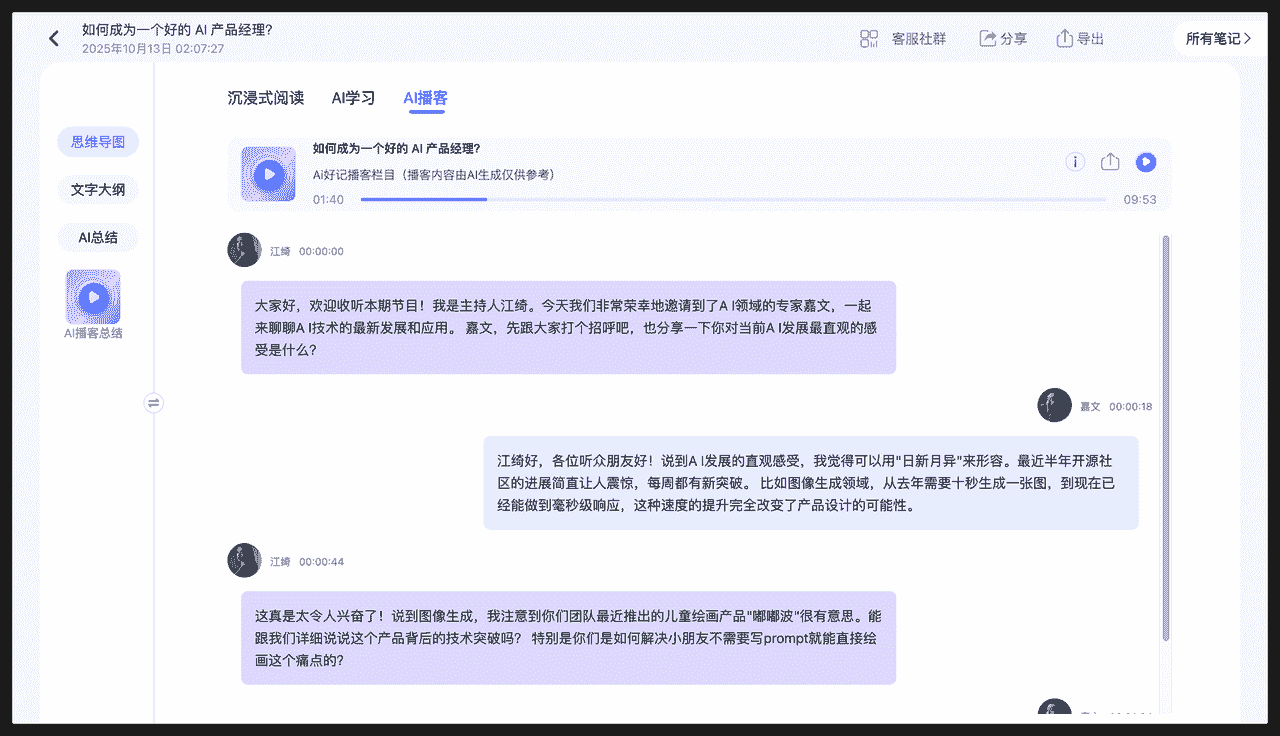 如何成为一个好的 AI 产品经理?
2025年10月13日 02:07:27
客服社群
分享
导出
所有笔记
沉浸式阅读
AI学习
AI播客
思维导图
文字大纲
AI总结
AI播客总结
如何成为一个好的 AI 产品经理?
Ai好记播客栏目（播客内容由AI生成仅供参考）
01:40
09:53
江绮 00:00:00
大家好，欢迎收听本期节目！我是主持人江绮。今天我们非常荣幸地邀请到了A I领域的专家嘉文，一起
来聊聊A I技术的最新发展和应用。 嘉文，先跟大家打个招呼吧，也分享一下你对当前A I发展最直观的感
受是什么?
嘉文 00:00:18
江绮好，各位听众朋友好！说到A I发展的直观感受，我觉得可以用"日新月异"来形容。最近半年开源社
区的进展简直让人震惊，每周都有新突破。 比如图像生成领域，从去年需要十秒生成一张图，到现在已
经能做到毫秒级响应，这种速度的提升完全改变了产品设计的可能性。
江绮 00:00:44
这真是太令人兴奋了！说到图像生成，我注意到你们团队最近推出的儿童绘画产品"嘟嘟波"很有意思。能
跟我们详细说说这个产品背后的技术突破吗? 特别是你们是如何解决小朋友不需要写prompt就能直接绘
画这个痛点的?